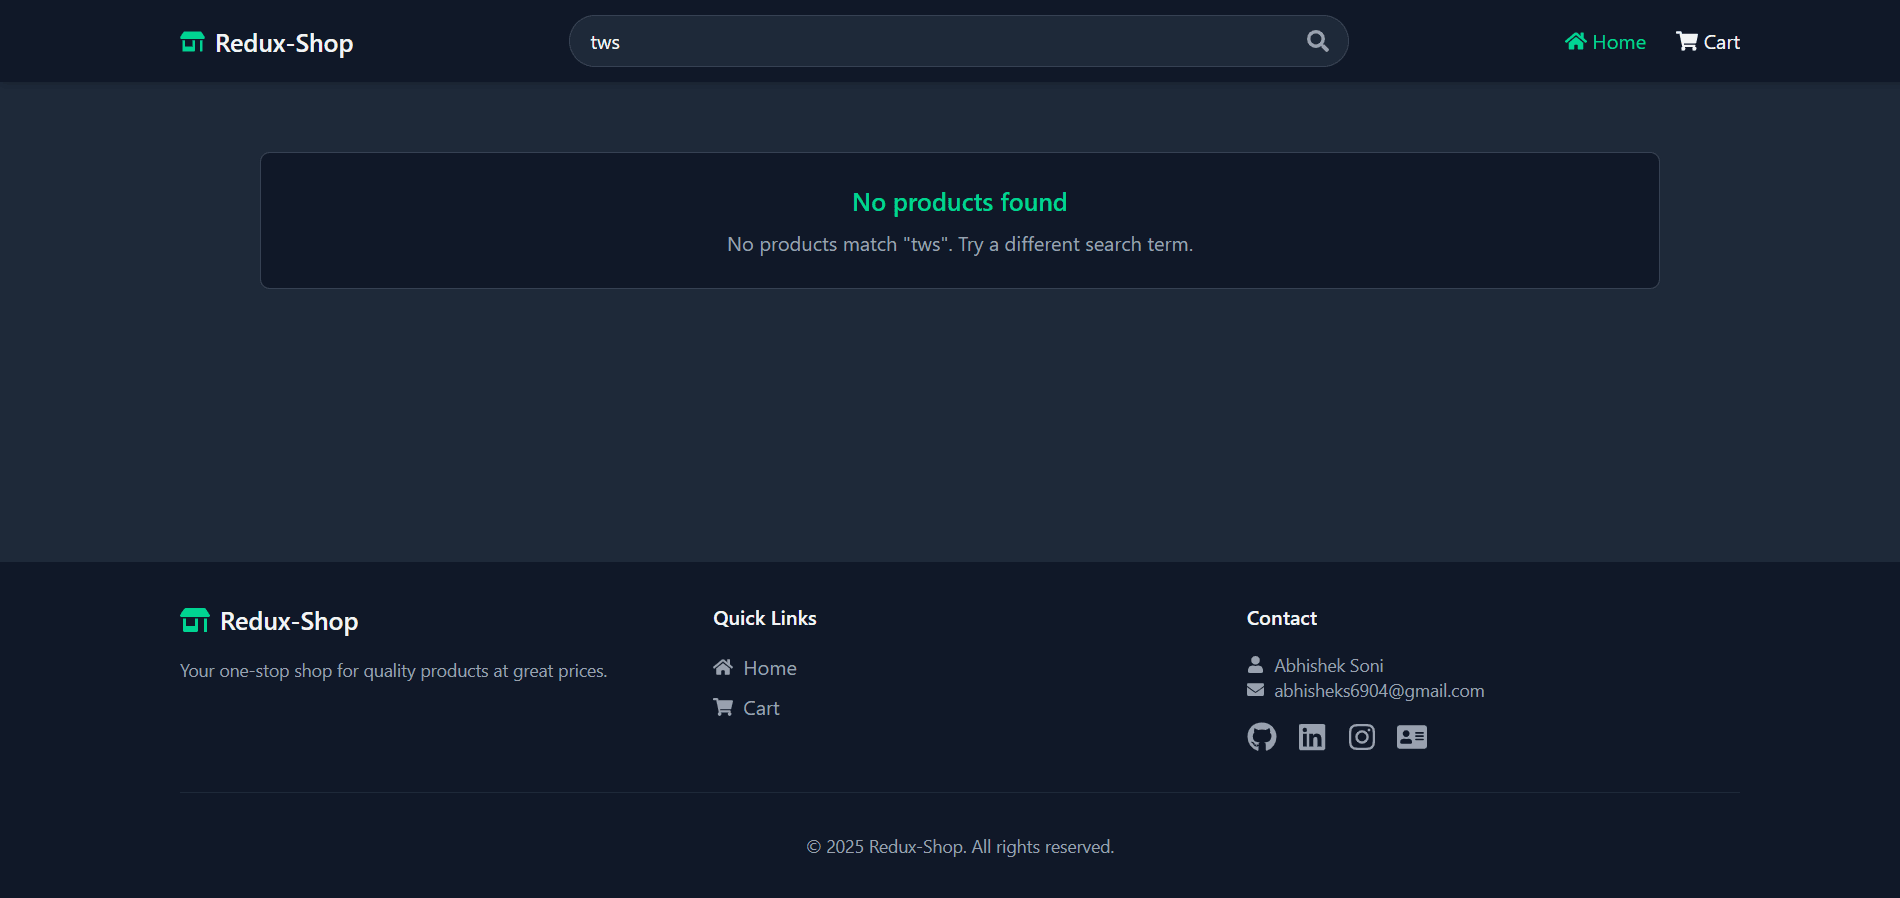 Redux-Shop
tws
Home
Cart
No products found
No products match "tws". Try a different search term.
Redux-Shop
Your one-stop shop for quality products at great prices.
Quick Links
Home
Cart
Contact
Abhishek Soni
abhisheks6904@gmail.com
© 2025 Redux-Shop. All rights reserved.